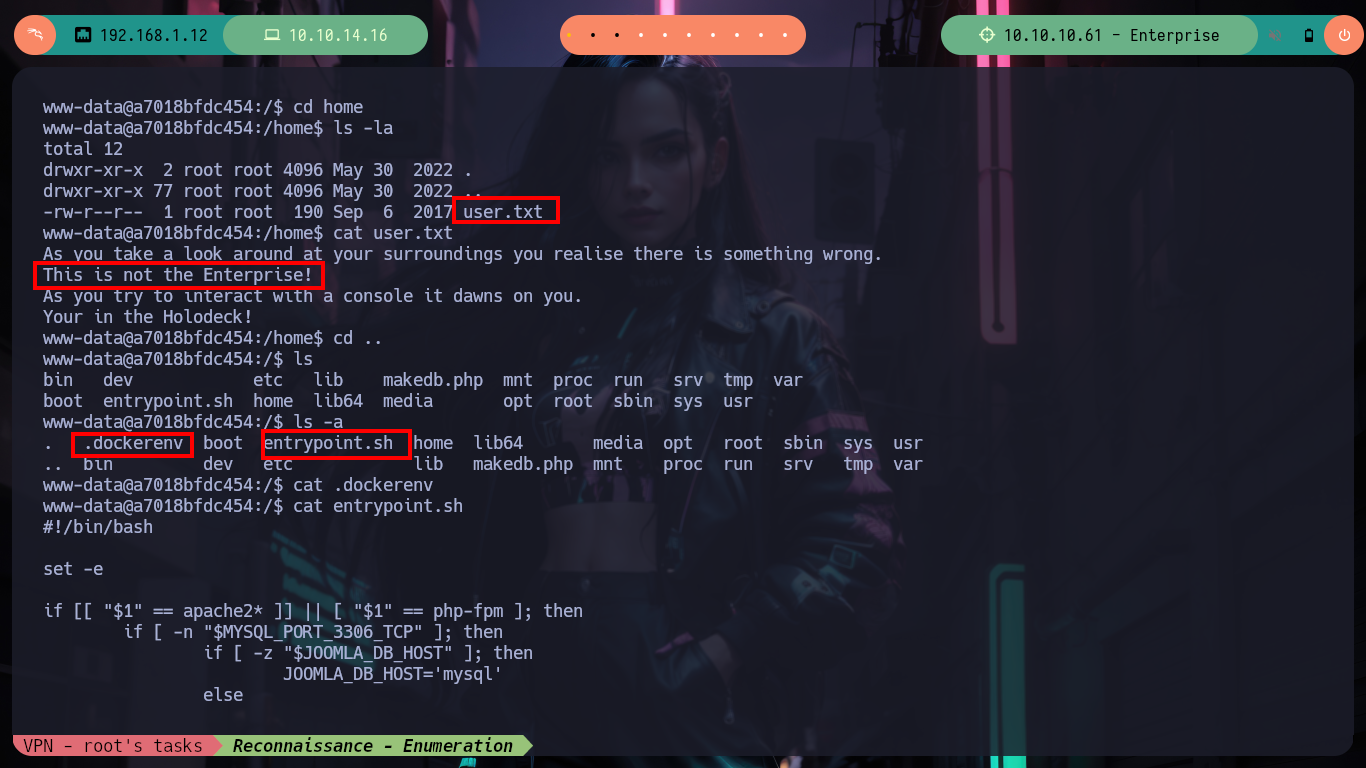 192.168.1.12 10.10.14.16 10.10.10.61 - Enterprise
www-data@a7018bfdc454:/$ cd home
www-data@a7018bfdc454:/home$ ls -la
total 12
drwxr-xr-x  2 root root 4096 May 30  2022 .
drwxr-xr-x 77 root root 4096 May 30  2022 ..
-rw-r--r--  1 root root  190 Sep  6  2017 user.txt
www-data@a7018bfdc454:/home$ cat user.txt
As you take a look around at your surroundings you realise there is something wrong.
This is not the Enterprise!
As you try to interact with a console it dawns on you.
Your in the Holodeck!
www-data@a7018bfdc454:/home$ cd ..
www-data@a7018bfdc454:/$ ls
bin   dev            etc   lib    makedb.php  mnt  proc  run   srv  tmp  var
boot  entrypoint.sh  home  lib64  media       opt  root  sbin  sys  usr
www-data@a7018bfdc454:/$ ls -a
.   .dockerenv  boot  entrypoint.sh  home  lib64       media  opt   root  sbin  sys  usr
..  bin         dev   etc            lib   makedb.php  mnt    proc  run   srv   tmp  var
www-data@a7018bfdc454:/$ cat .dockerenv
www-data@a7018bfdc454:/$ cat entrypoint.sh
#!/bin/bash
set -e
if [[ "$1" == apache2* ]] || [ "$1" == php-fpm ]; then
        if [ -n "$MYSQL_PORT_3306_TCP" ]; then
                if [ -z "$JOOMLA_DB_HOST" ]; then
                        JOOMLA_DB_HOST='mysql'
                else
VPN - root's tasks Reconnaissance - Enumeration